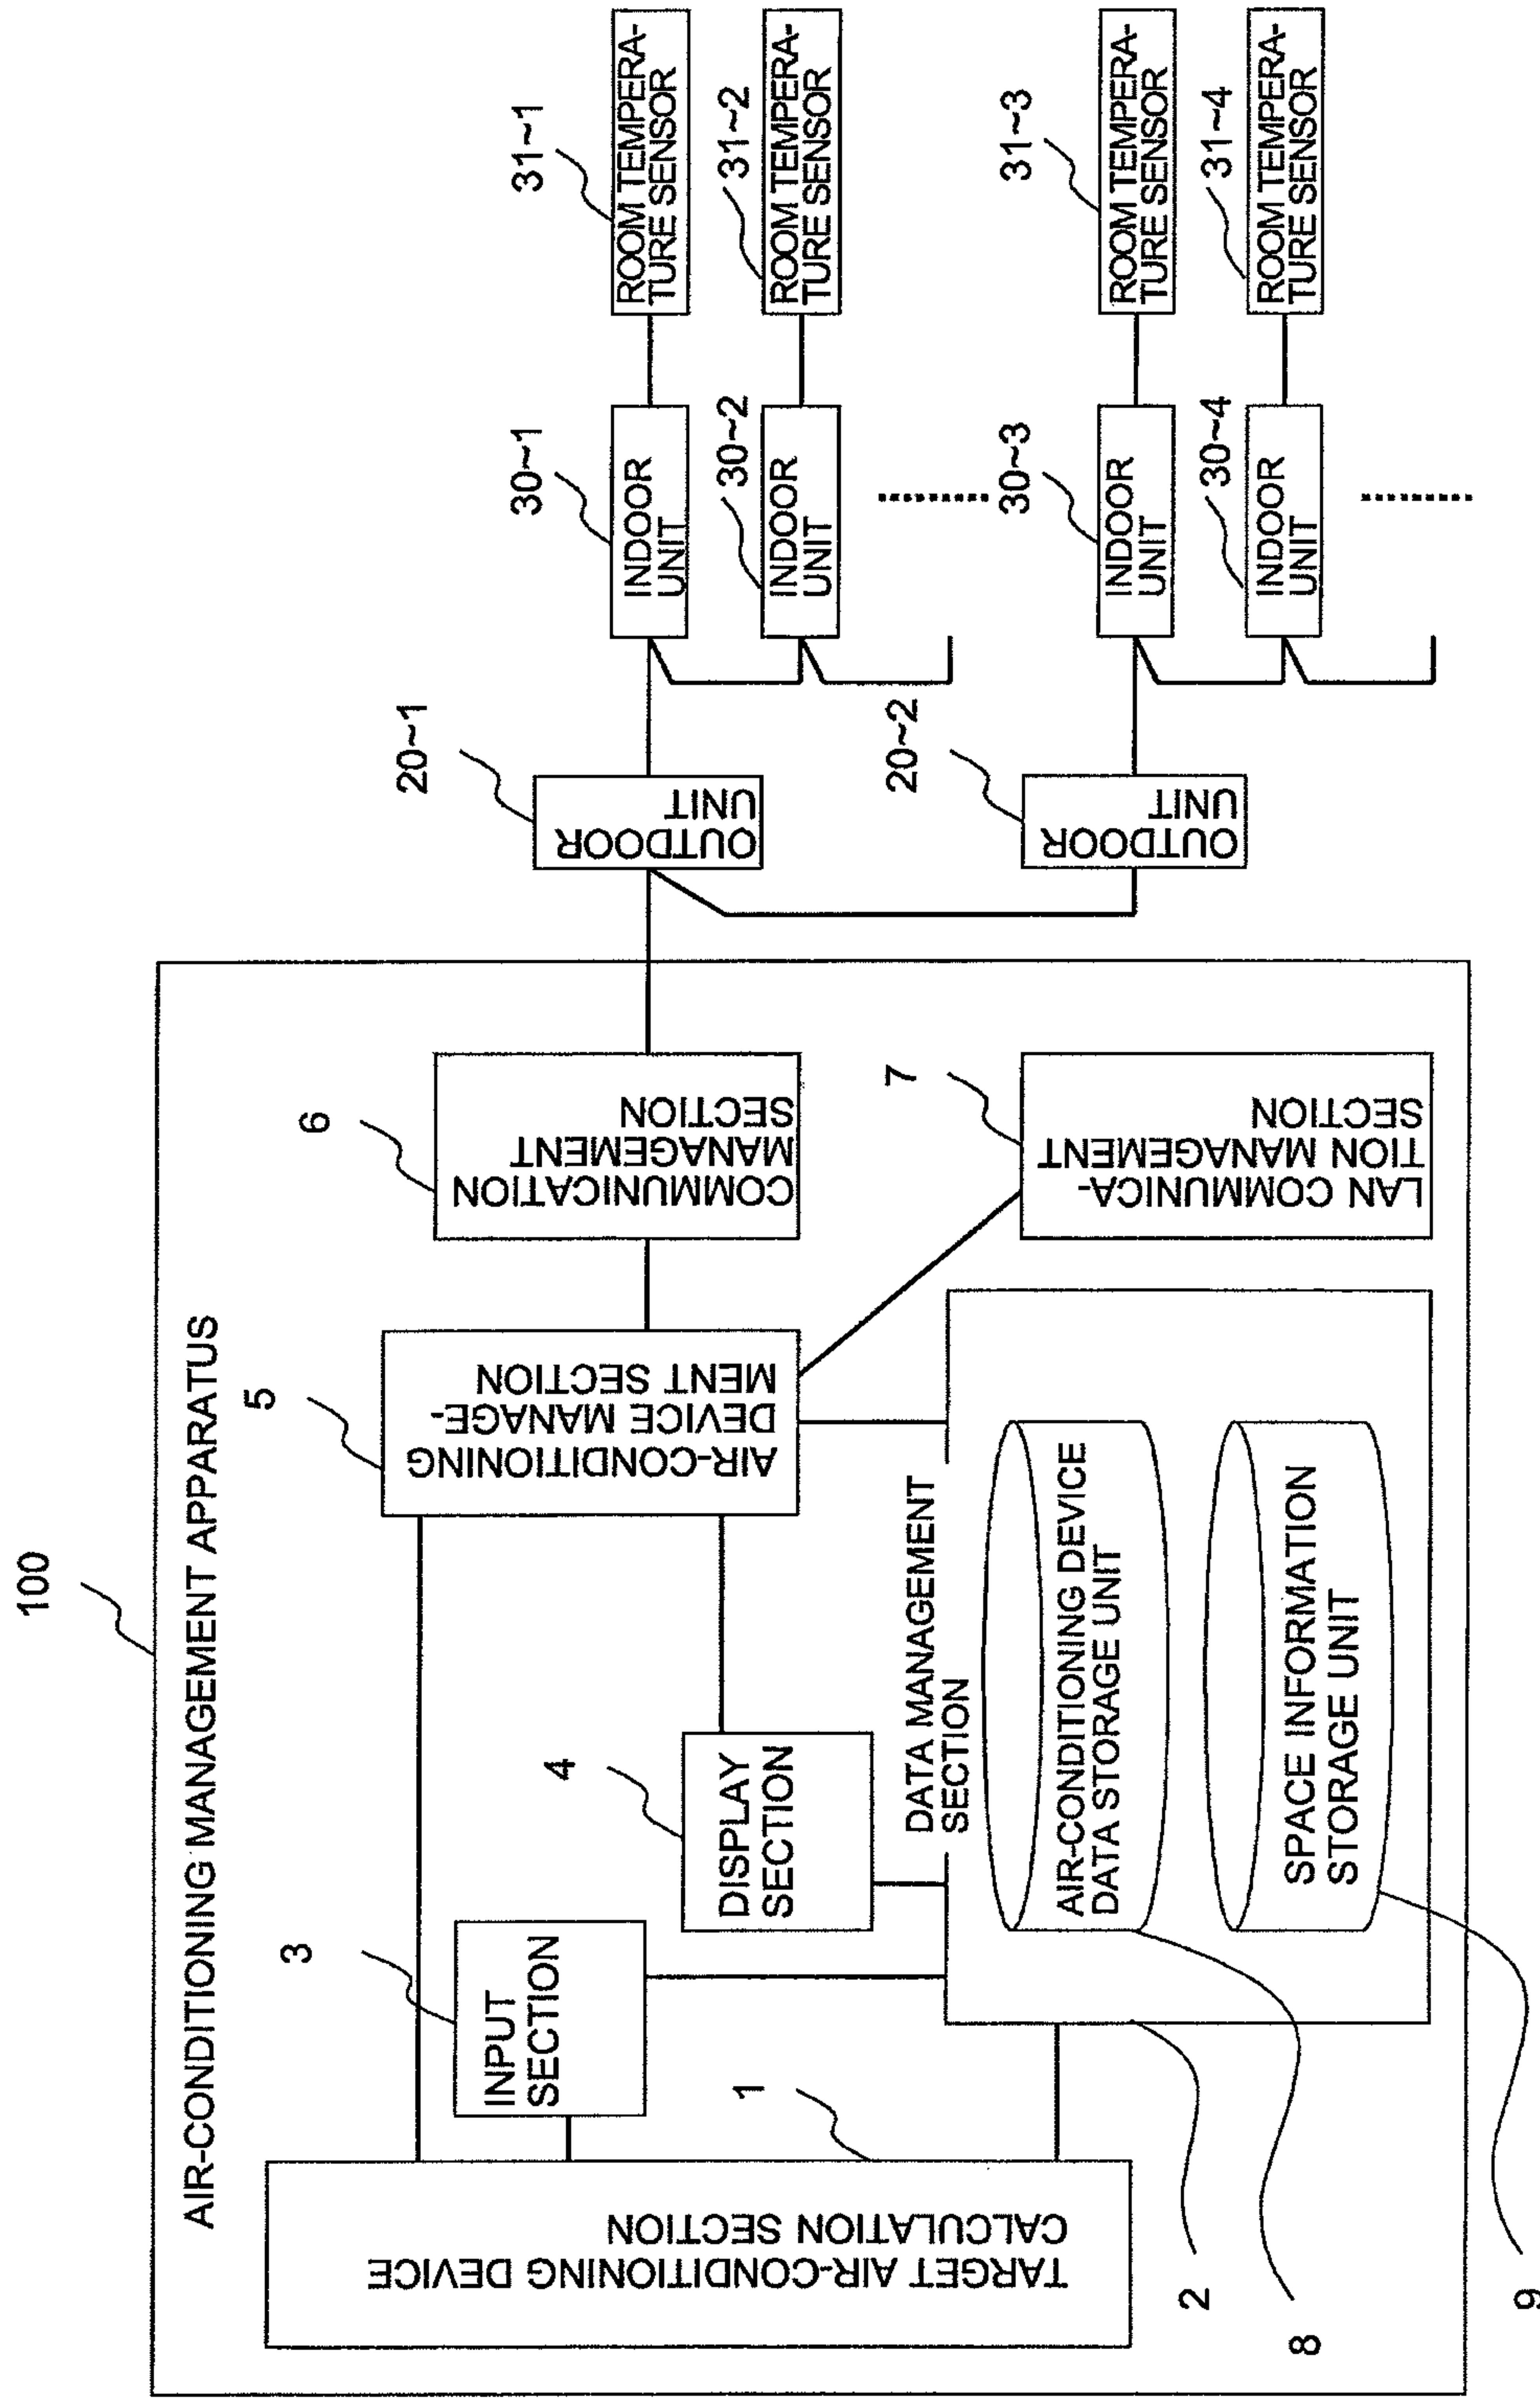 100
AIR-CONDITIONING MANAGEMENT APPARATUS
TARGET AIR-CONDITIONING DEVICE
CALCULATION SECTION
1
INPUT
SECTION
3
DISPLAY
SECTION
4
AIR-CONDITIONING
DEVICE MANAGE-
MENT SECTION
5
COMMUNICATION
MANAGEMENT
SECTION
6
LAN COMMUNICA-
TION MANAGEMENT
SECTION
7
DATA MANAGEMENT
SECTION
2
AIR-CONDITIONING DEVICE
DATA STORAGE UNIT
8
SPACE INFORMATION
STORAGE UNIT
9
OUTDOOR
UNIT
20~1
OUTDOOR
UNIT
20~2
INDOOR
UNIT
30~1
INDOOR
UNIT
30~2
INDOOR
UNIT
30~3
INDOOR
UNIT
30~4
ROOM TEMPERA-
TURE SENSOR
31~1
ROOM TEMPERA-
TURE SENSOR
31~2
ROOM TEMPERA-
TURE SENSOR
31~3
ROOM TEMPERA-
TURE SENSOR
31~4